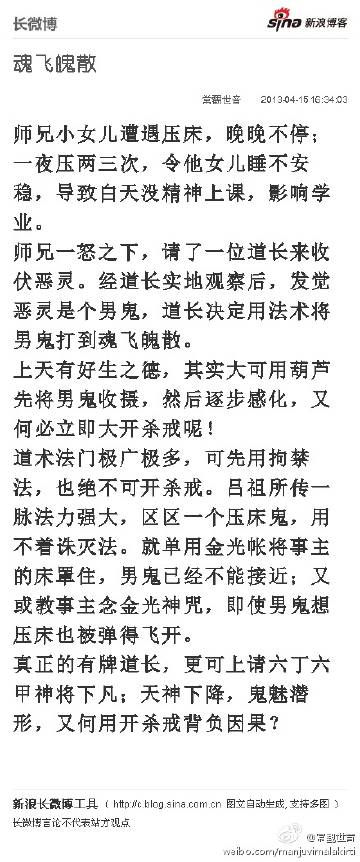 长微博
sina 新浪博客
魂飞魄散
2013-04-15 16:34:03
师兄小女儿遭遇压床，晚晚不停；
一夜压两三次，令他女儿睡不安
稳，导致白天没精神上课，影响学
业。
师兄一怒之下，请了一位道长来收
伏恶灵。经道长实地观察后，发觉
恶灵是个男鬼，道长决定用法术将
男鬼打到魂飞魄散。
上天有好生之德，其实大可用葫芦
先将男鬼收摄，然后逐步感化，又
何必立即大开杀戒呢！
道术法门极广极多，可先用拘禁
法，也绝不可开杀戒。吕祖所传一
脉法力强大，区区一个压床鬼，用
不着诛灭法。就单用金光帐将事主
的床罩住，男鬼已经不能接近；又
或教事主念金光神咒，即使男鬼想
压床也被弹得飞开。
真正的有牌道长，更可上请六丁六
甲神将下凡；天神下降，鬼魅潜
形，又何用开杀戒背负因果？
新浪长微博工具（ http://c.blog.sina.com.cn 图文自动生成，支持多图 ）
长微博言论不代表站方观点
weibo.com/manjuvimalakirti